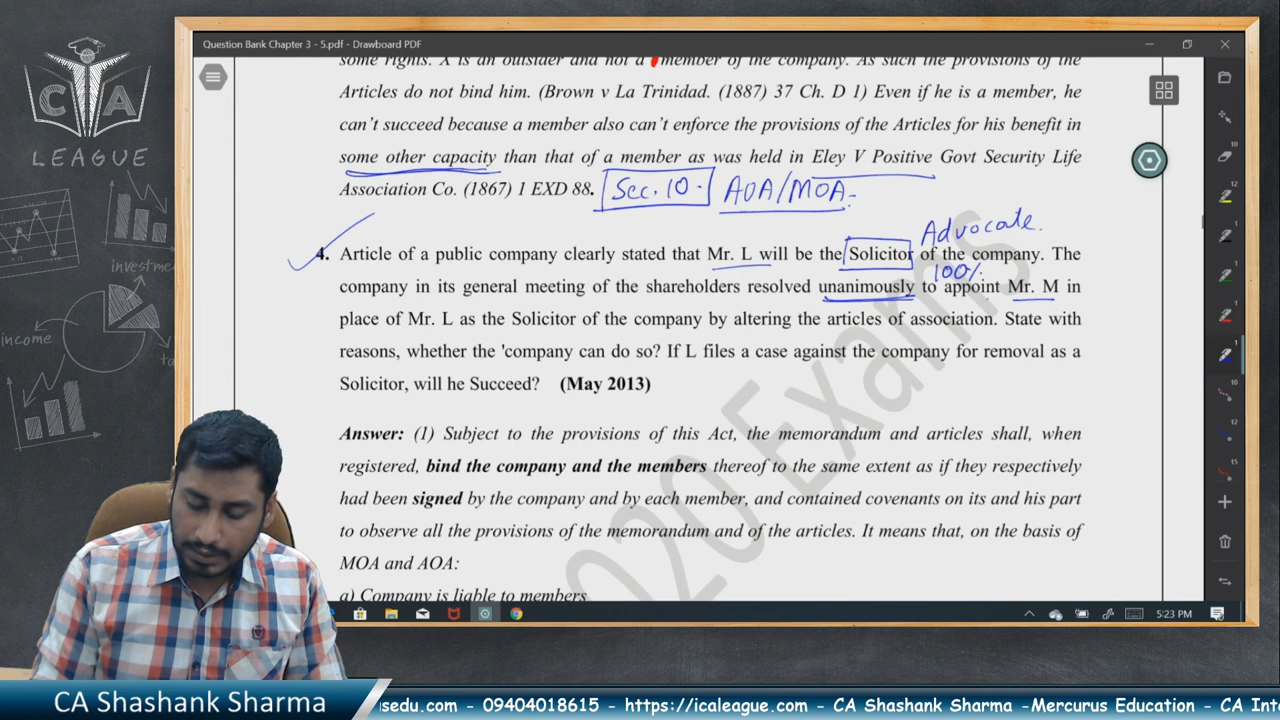 Question Bank Chapter 3 - 5.pdf - Drawboard PDF
some rights. X is an outsider and not a member of the company. As such the provisions of the
Articles do not bind him. (Brown v La Trinidad. (1887) 37 Ch. D 1) Even if he is a member, he
can't succeed because a member also can't enforce the provisions of the Articles for his benefit in
some other capacity than that of a member as was held in Eley V Positive Govt Security Life
Association Co. (1867) 1 EXD 88. Sec. 10. AOA/MOA
Advocate.
4. Article of a public company clearly stated that Mr. L will be the Solicitor of the company. The
100%
company in its general meeting of the shareholders resolved unanimously to appoint Mr. M in
place of Mr. L as the Solicitor of the company by altering the articles of association. State with
reasons, whether the 'company can do so? If L files a case against the company for removal as a
Solicitor, will he Succeed? (May 2013)
Answer: (1) Subject to the provisions of this Act, the memorandum and articles shall, when
registered, bind the company and the members thereof to the same extent as if they respectively
had been signed by the company and by each member, and contained covenants on its and his part
to observe all the provisions of the memorandum and of the articles. It means that, on the basis of
MOA and AOA:
a) Company is liable to members
2020 Exams
CA
LEAGUE
investme
income
10
12
1
1
1
1
10
12
15
5:23 PM
CA Shashank Sharma
sedu.com - 09404018615 - https://icaleague.com - CA Shashank Sharma -Mercurus Education - CA Inte